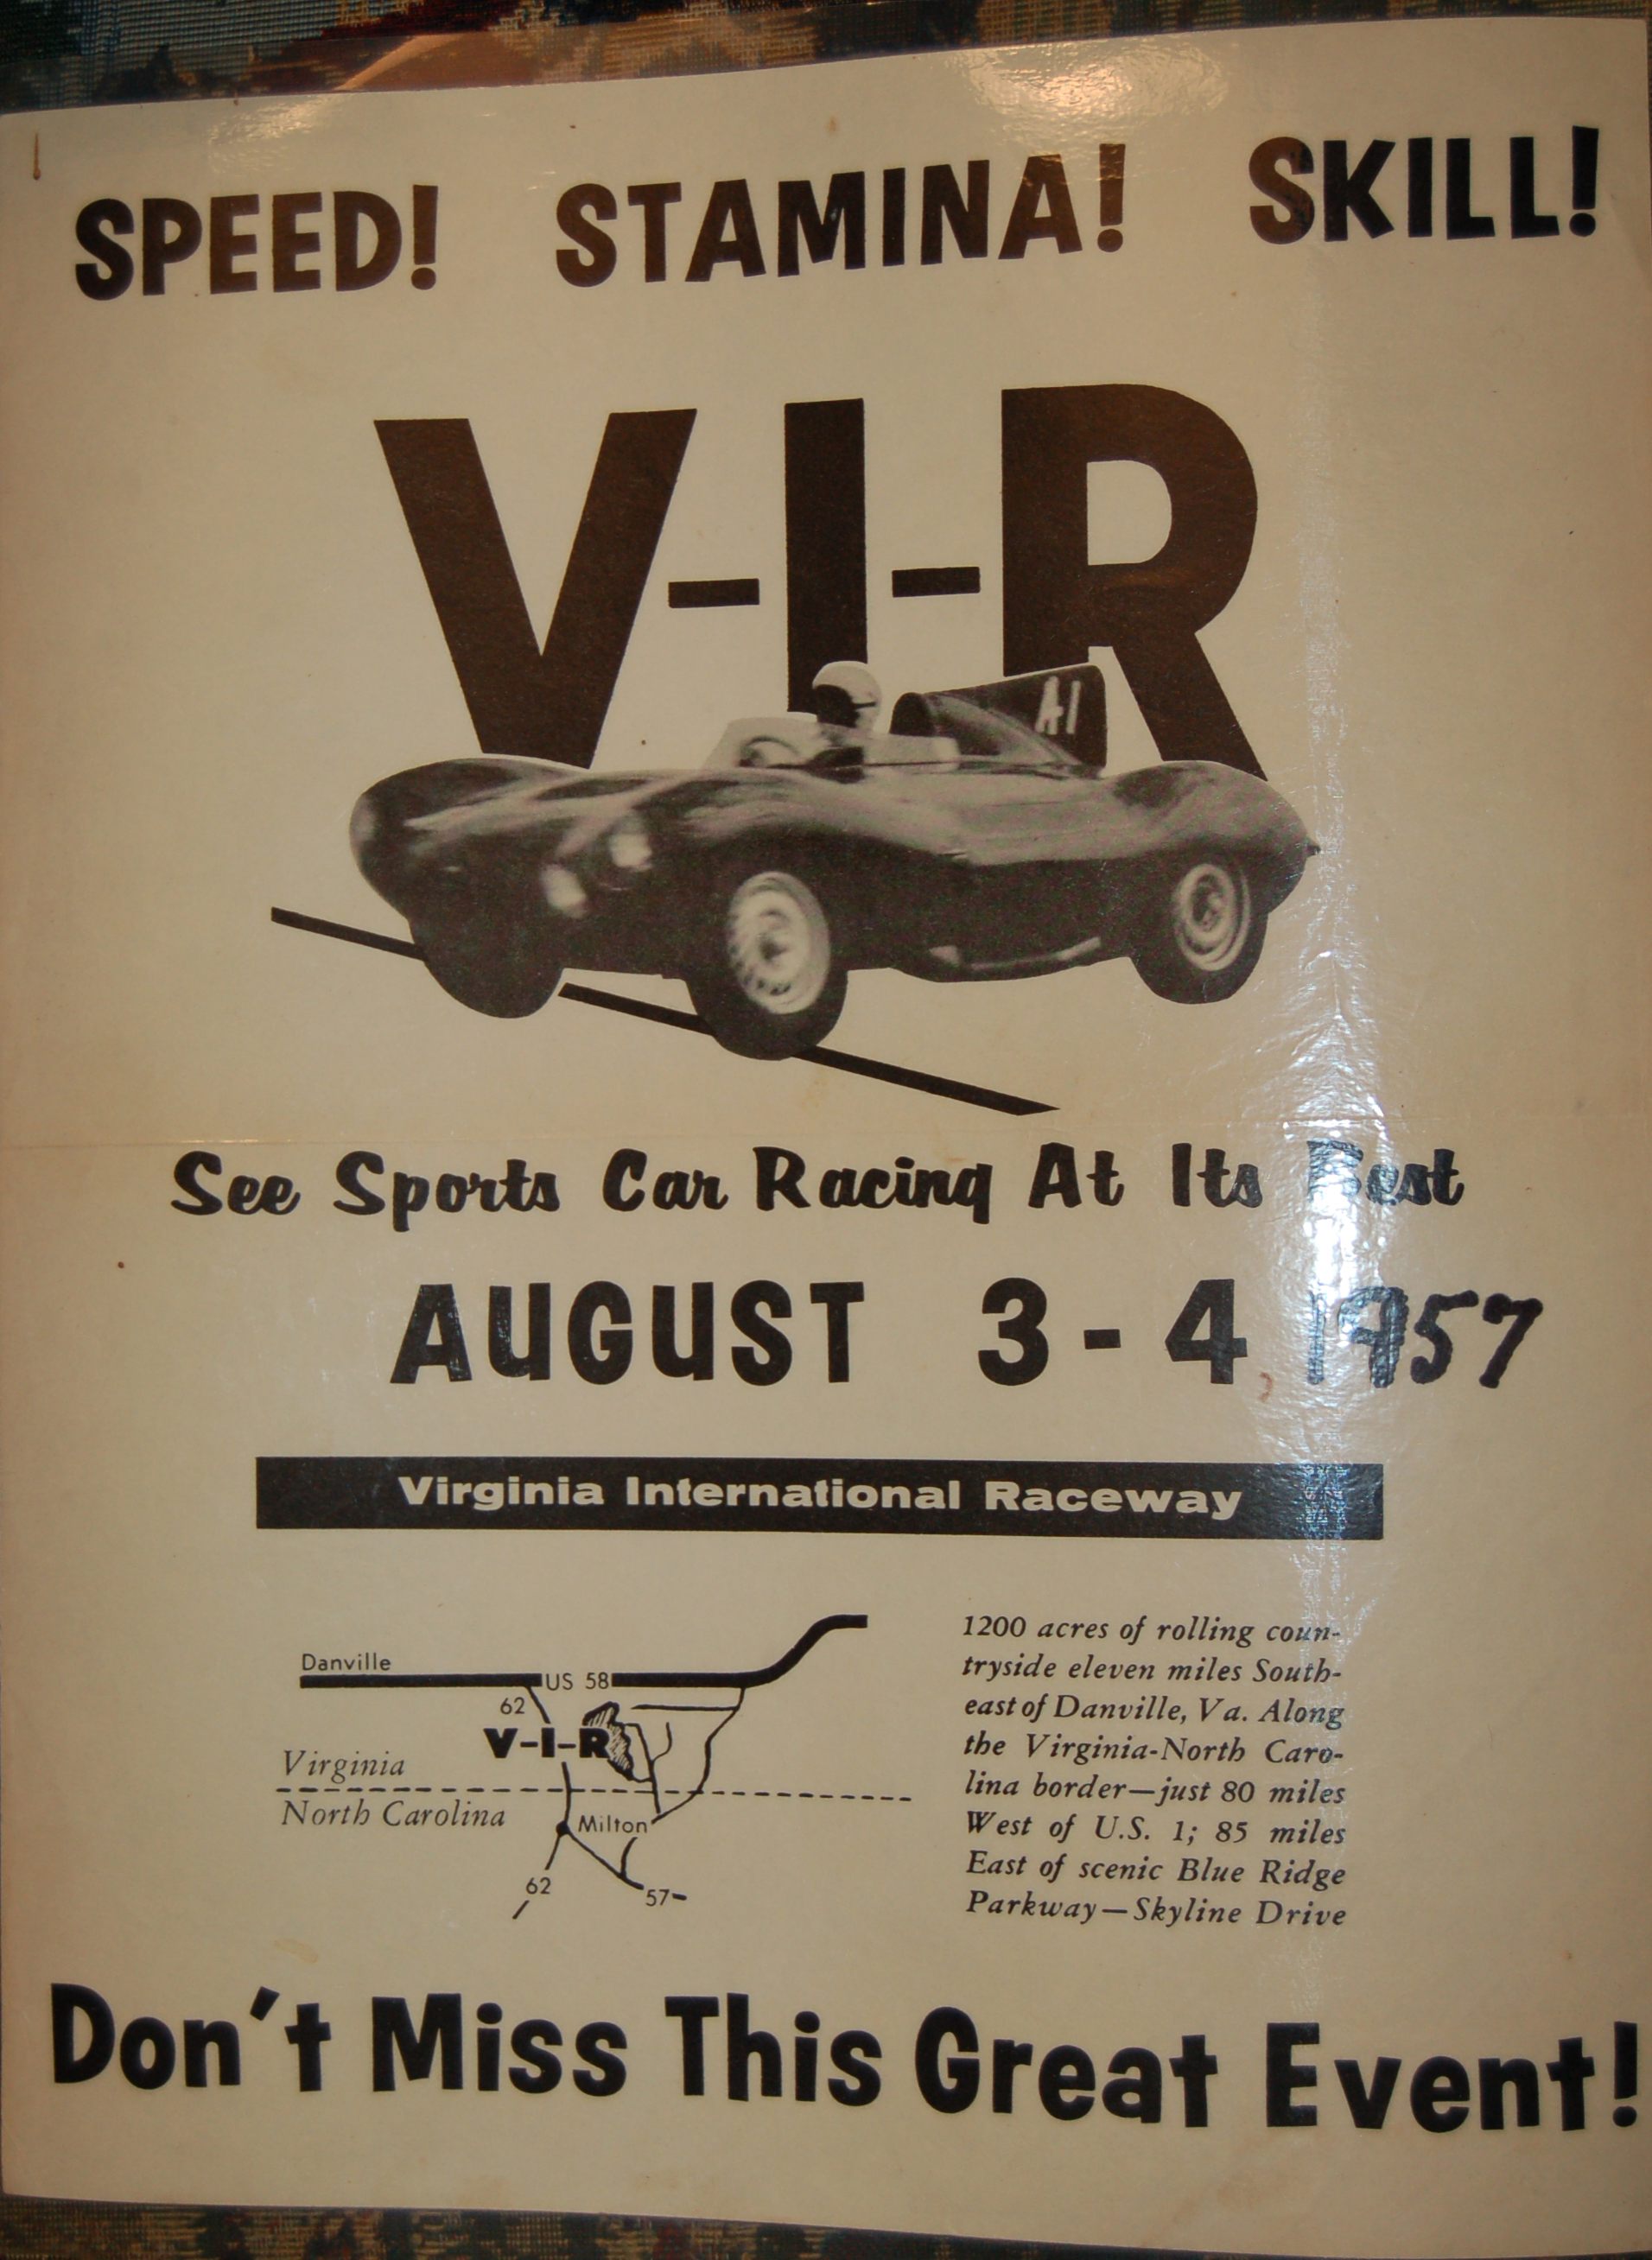 SPEED! STAMINA! SKILL!
V-I-R
A1
See Sports Car Racing At Its Best
AUGUST 3-4, 1957
Virginia International Raceway
Danville
US 58
62
V-I-R
Virginia
North Carolina
Milton
62
57
1200 acres of rolling coun-
tryside eleven miles South-
east of Danville, Va. Along
the Virginia-North Caro-
lina border—just 80 miles
West of U.S. 1; 85 miles
East of scenic Blue Ridge
Parkway—Skyline Drive
Don't Miss This Great Event!